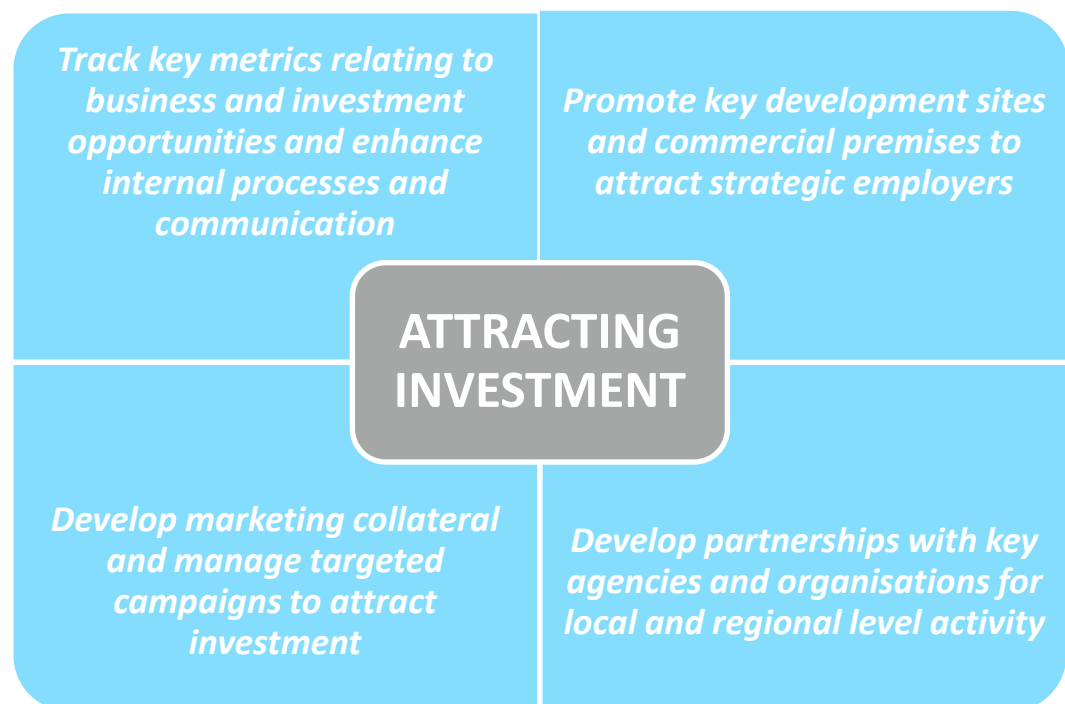 Track key metrics relating to
business and investment
opportunities and enhance
internal processes and
communication
Promote key development sites
and commercial premises to
attract strategic employers
ATTRACTING
INVESTMENT
Develop marketing collateral
and manage targeted
campaigns to attract
investment
Develop partnerships with key
agencies and organisations for
local and regional level activity